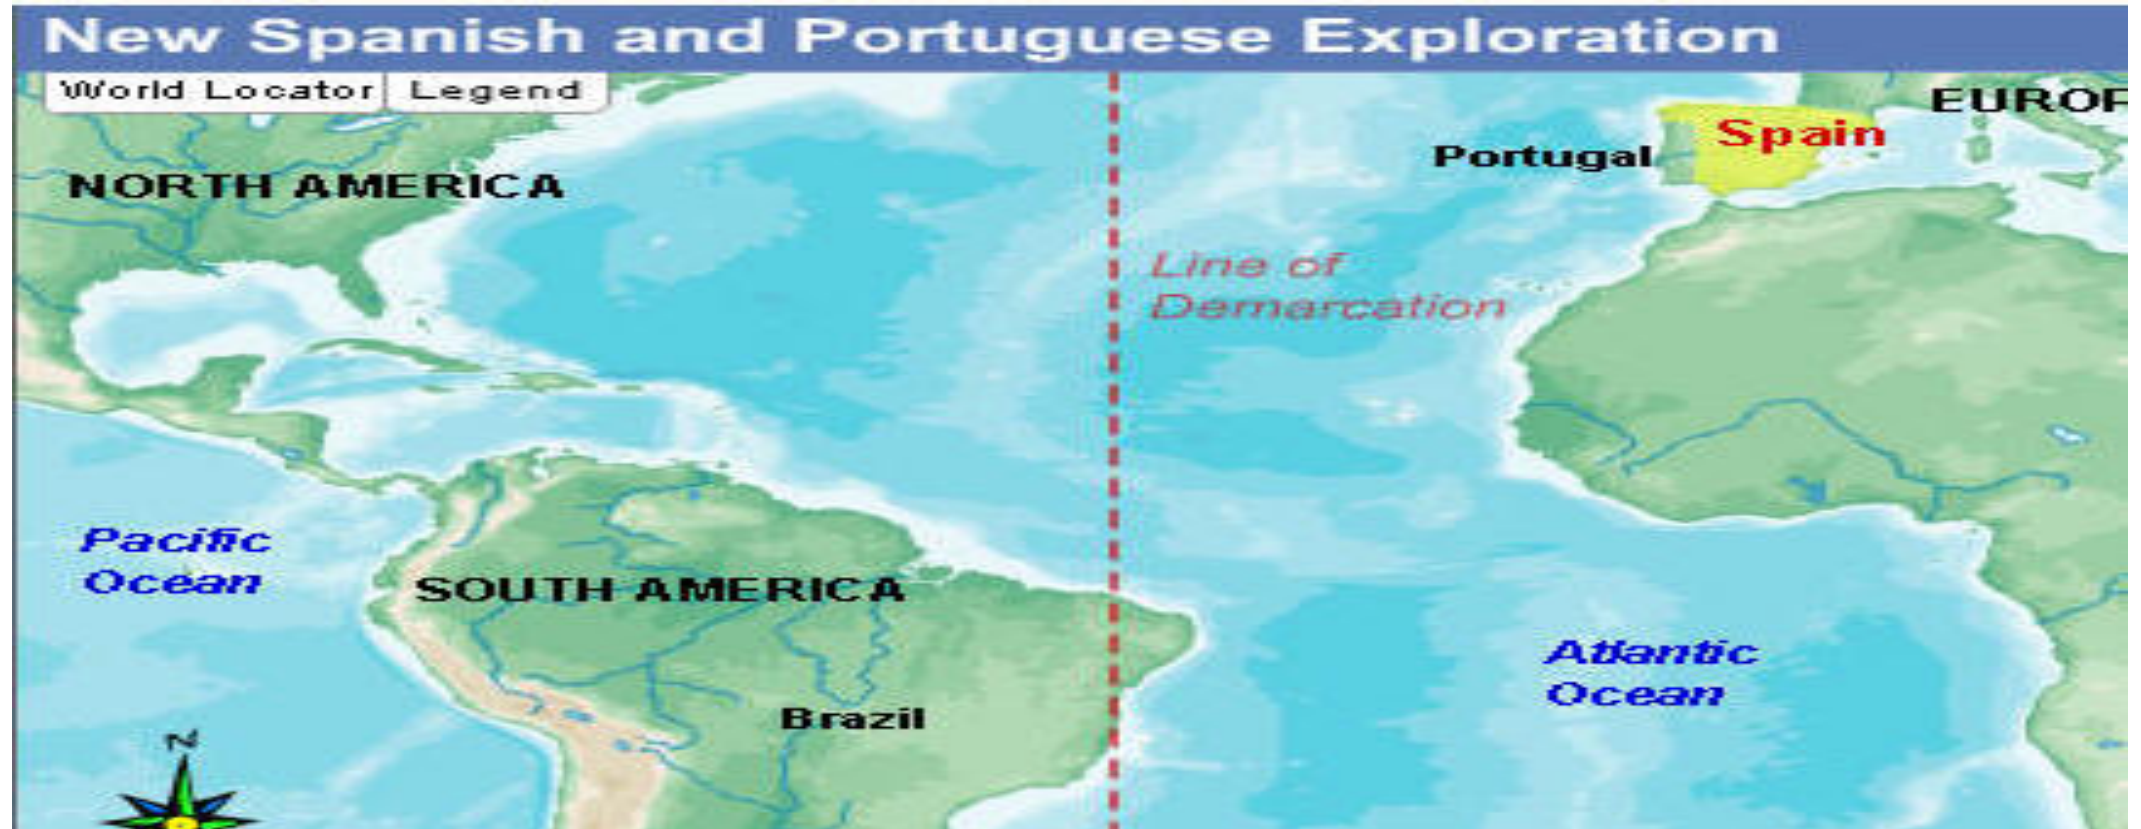 New Spanish and Portuguese Exploration
World Locator
Legend
EUROP
Spain
Portugal
NORTH AMERICA
Line of
Demarcation
Pacific
Ocean
SOUTH AMERICA
Atlantic
Ocean
Brazil
N